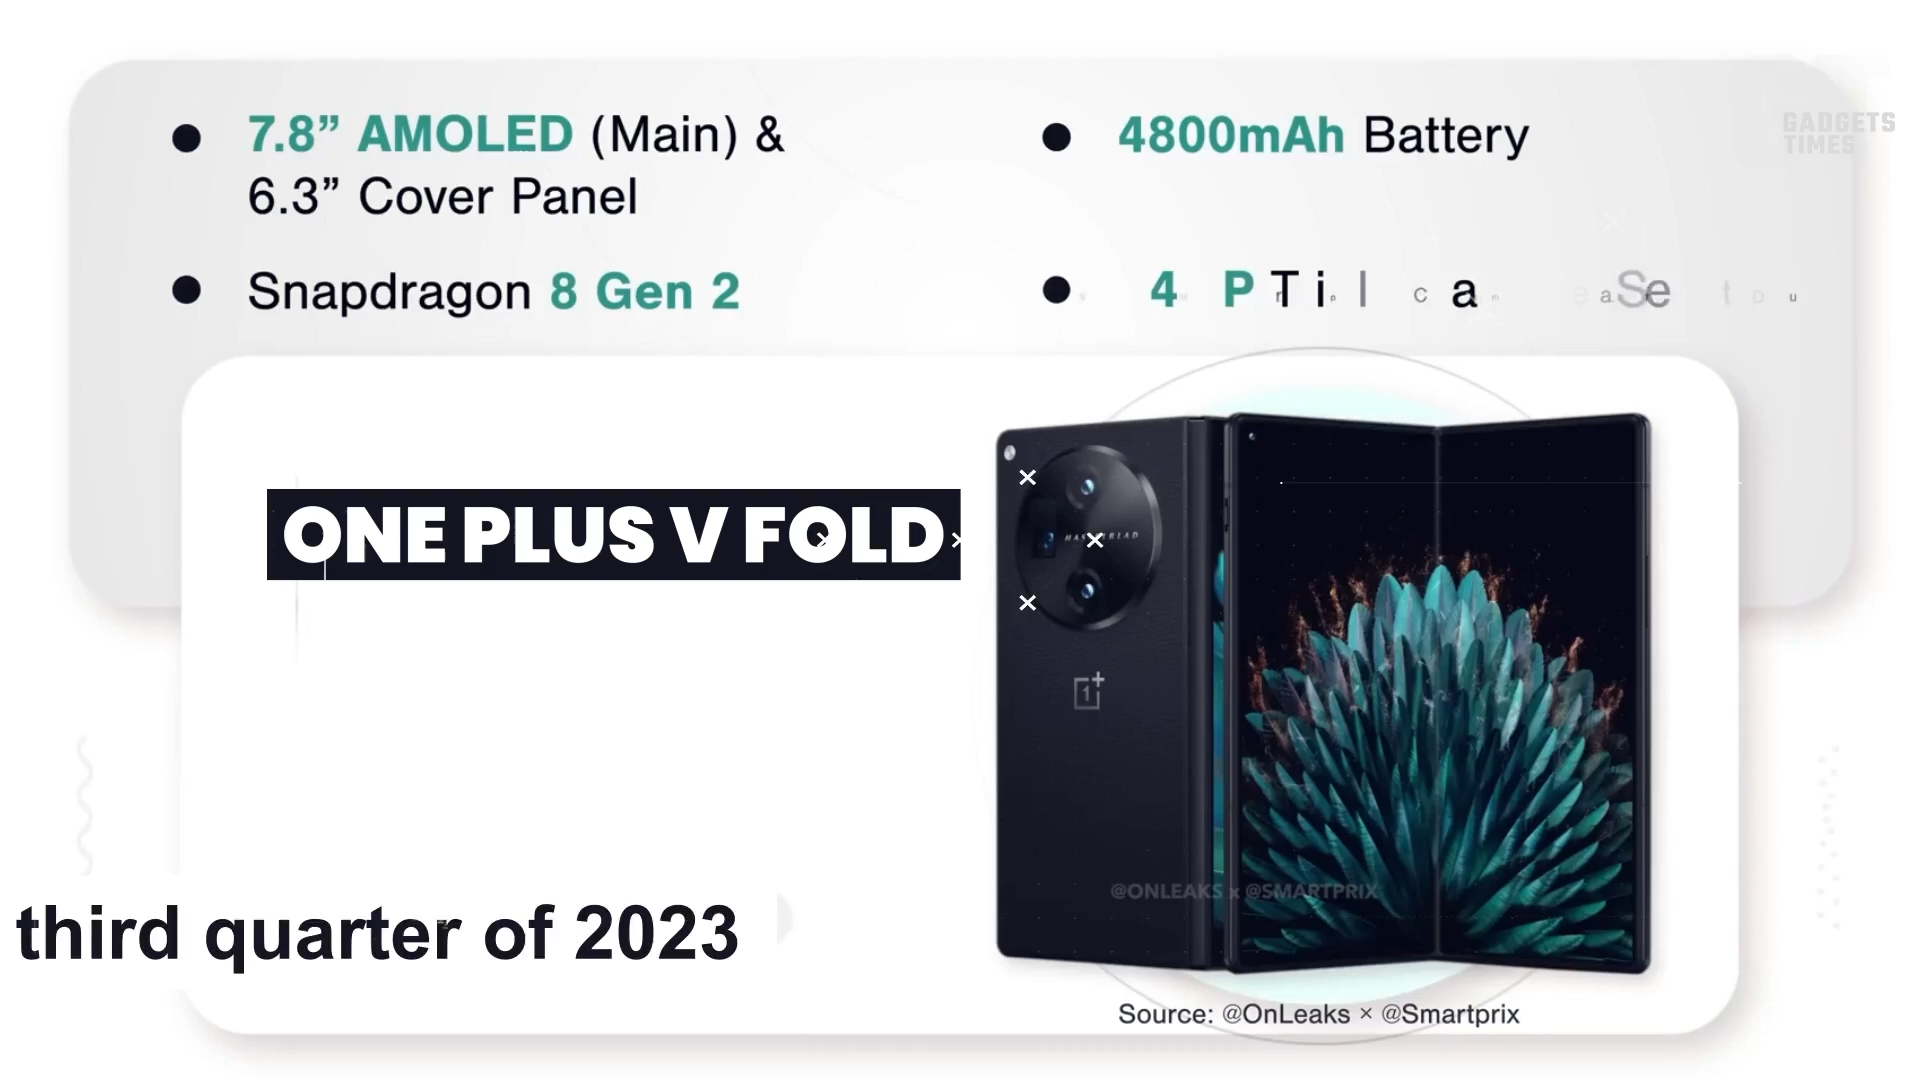 7.8” AMOLED (Main) &
6.3” Cover Panel
Snapdragon 8 Gen 2
4800mAh Battery
GADGETS
TIMES
ONE PLUS V FOLD
HASSELBLAD
@ONLEAKS x @SMARTPRIX
third quarter of 2023
Source: @OnLeaks × @Smartprix